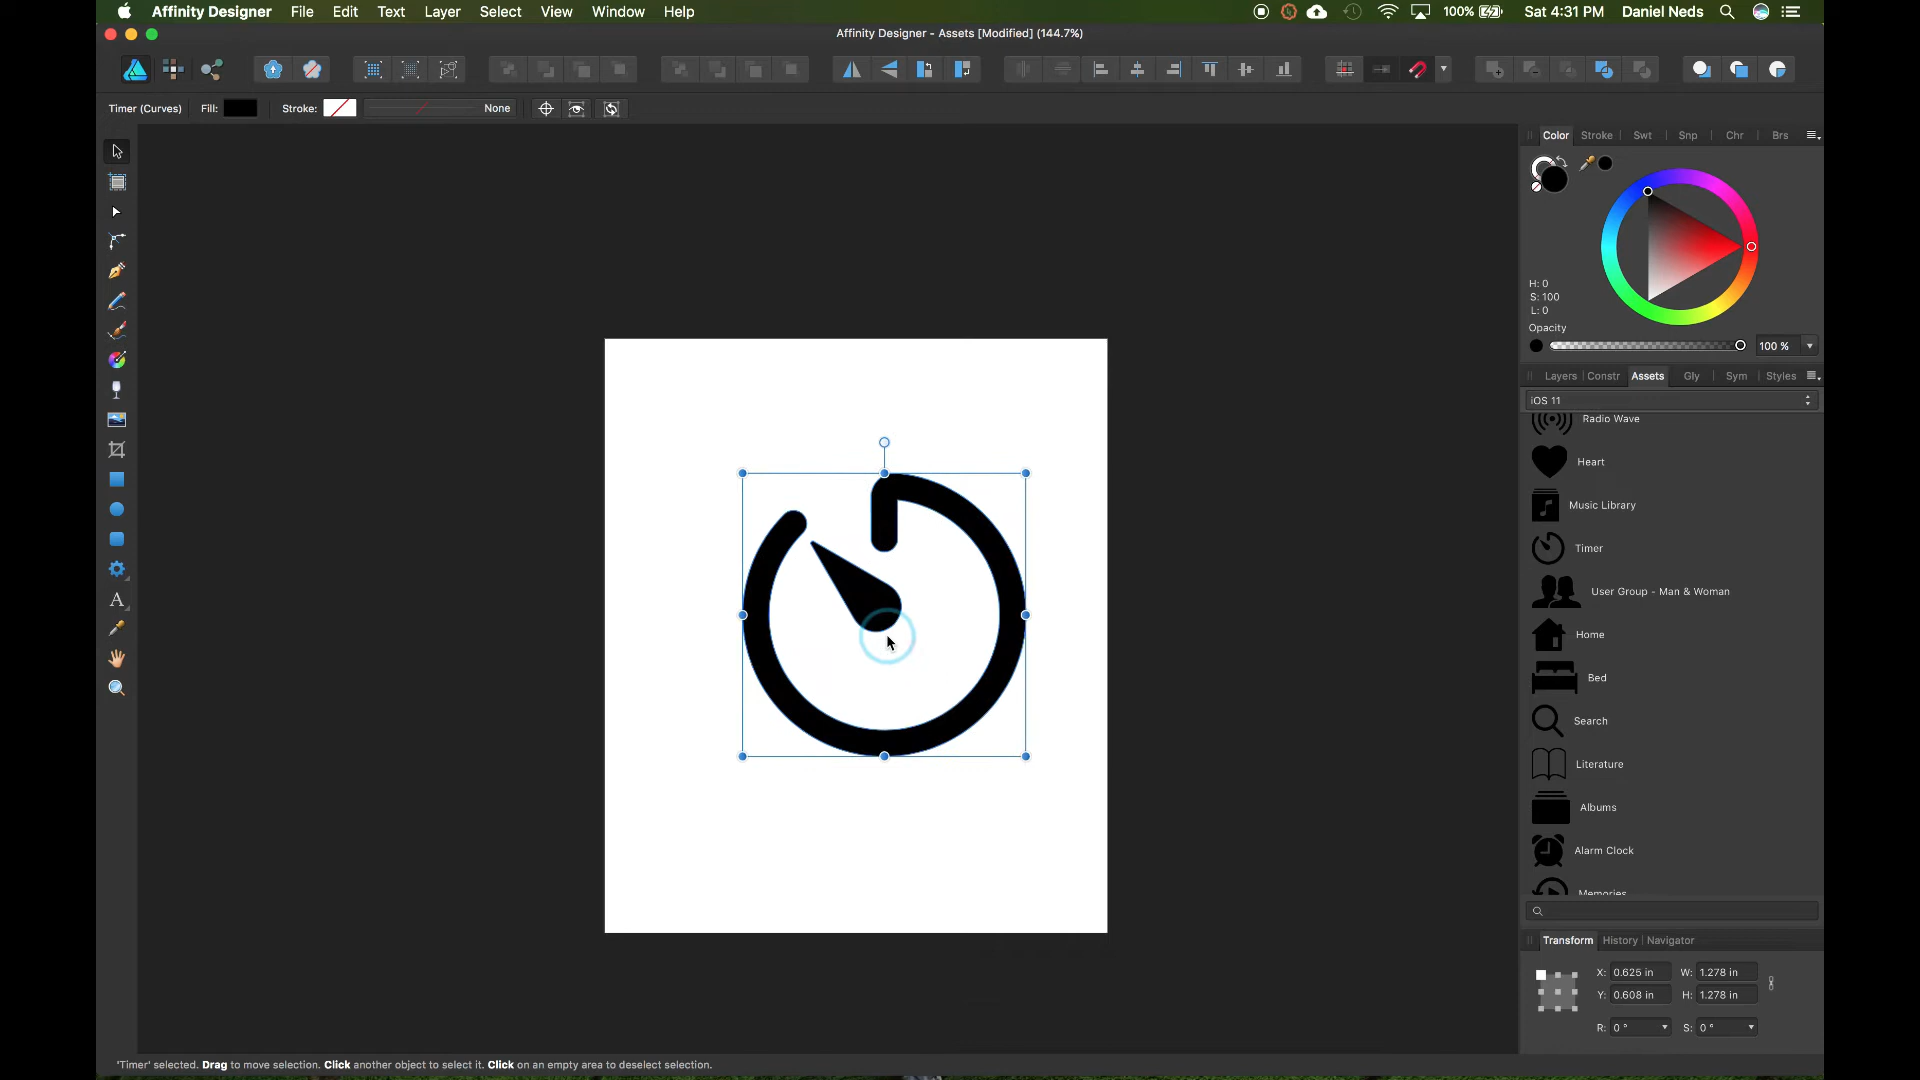 Affinity Designer File Edit Text Layer Select View Window Help 100% Sat 4:31 PM Daniel Neds
Affinity Designer - Assets [Modified] (144.7%)
Timer (Curves) Fill: Stroke: None
Color Stroke Swt Snp Chr Brs
H: 0
S: 100
L: 0
Opacity
100 %
Layers Constr Assets Gly Sym Styles
iOS 11
Radio Wave
Heart
Music Library
Timer
User Group - Man & Woman
Home
Bed
Search
Literature
Albums
Alarm Clock
Memories
Transform History Navigator
X: 0.625 in W: 1.278 in
Y: 0.608 in H: 1.278 in
R: 0 ° S: 0 °
A
'Timer' selected. Drag to move selection. Click another object to select it. Click on an empty area to deselect selection.